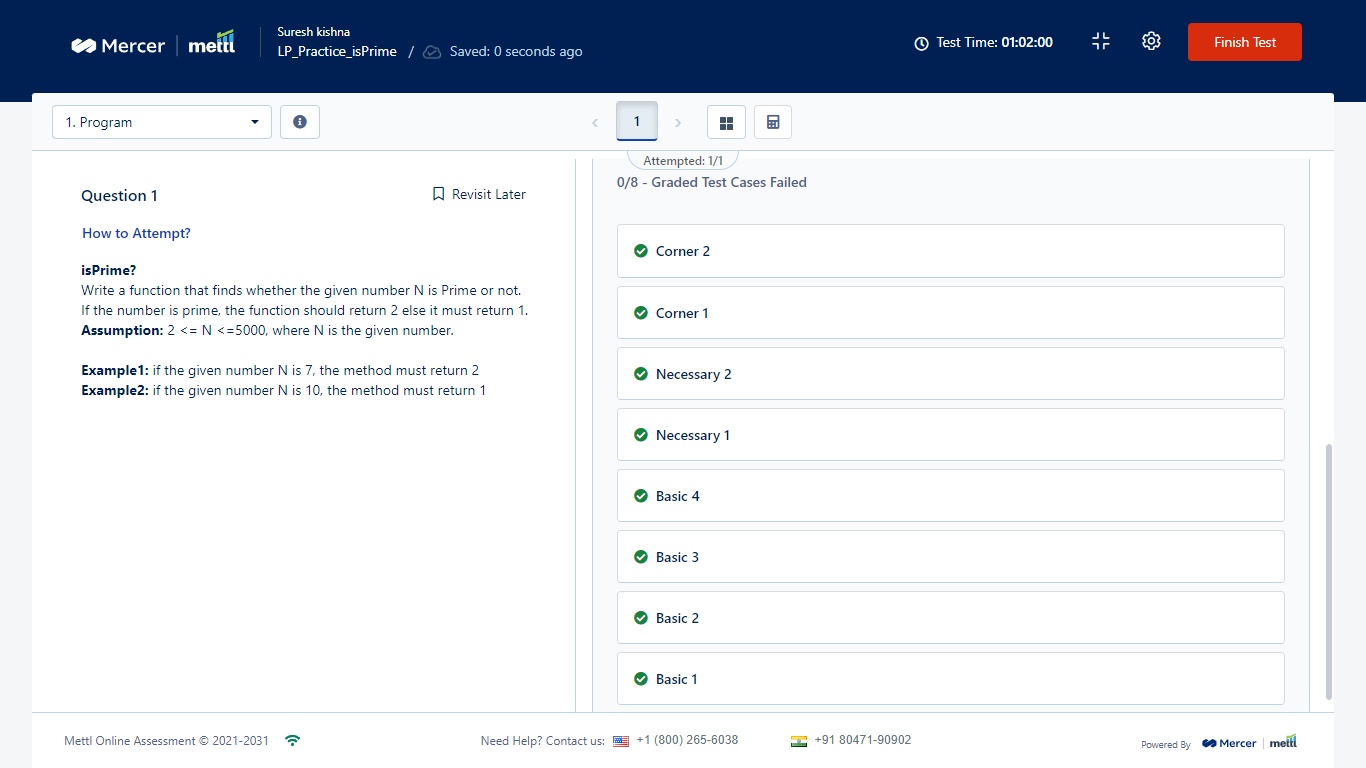 Mercer | mettl
Suresh kishna
LP_Practice_isPrime / Saved: 0 seconds ago
Test Time: 01:02:00
Finish Test
1. Program
1
Attempted: 1/1
Question 1
Revisit Later
How to Attempt?
isPrime?
Write a function that finds whether the given number N is Prime or not.
If the number is prime, the function should return 2 else it must return 1.
Assumption: 2 <= N <=5000, where N is the given number.
Example1: if the given number N is 7, the method must return 2
Example2: if the given number N is 10, the method must return 1
0/8 - Graded Test Cases Failed
Corner 2
Corner 1
Necessary 2
Necessary 1
Basic 4
Basic 3
Basic 2
Basic 1
Mettl Online Assessment © 2021-2031
Need Help? Contact us: +1 (800) 265-6038
+91 80471-90902
Powered By Mercer | mettl